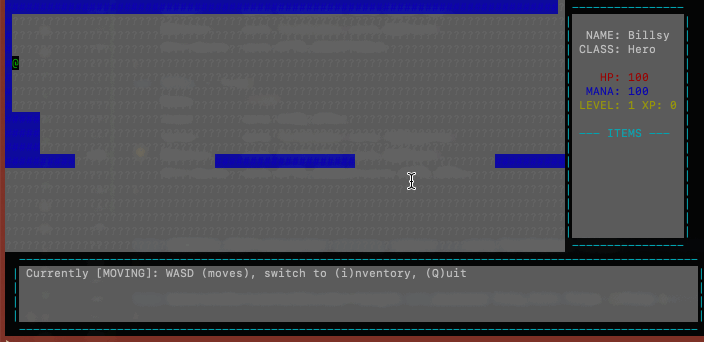 @
NAME: Billsy
CLASS: Hero
HP: 100
MANA: 100
LEVEL: 1 XP: 0
--- ITEMS ---
Currently [MOVING]: WASD (moves), switch to (i)nventory, (Q)uit